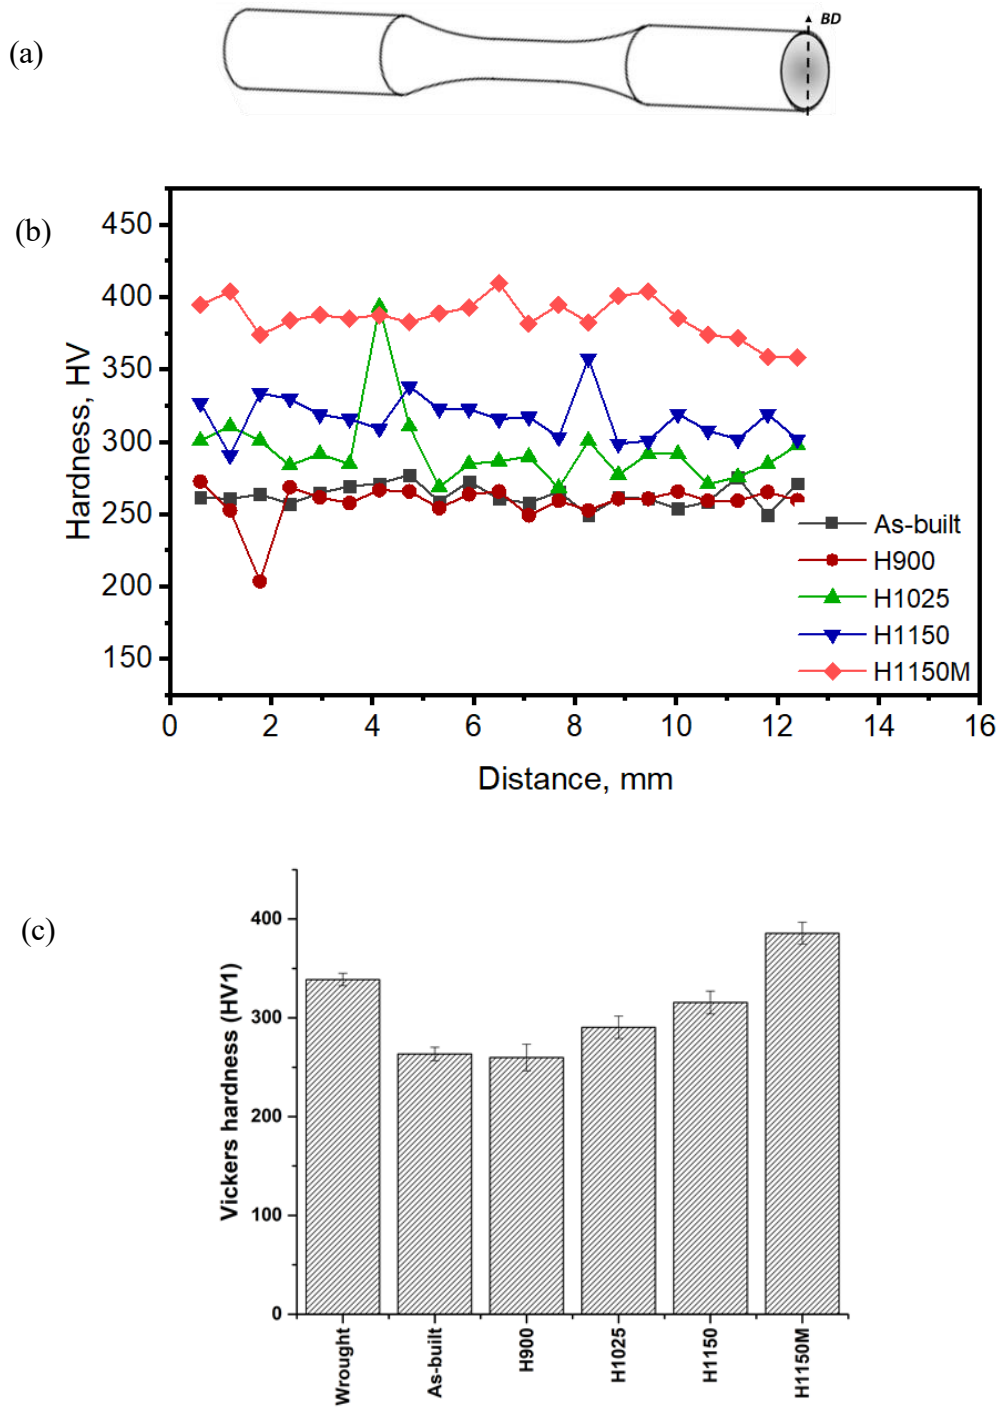 (a)
BD
(b)
450
400
350
300
250
200
150
Hardness, HV
0 2 4 6 8 10 12 14 16
Distance, mm
As-built
H900
H1025
H1150
H1150M
(c)
400
300
200
100
0
Vickers hardness (HV1)
Wrought
As-built
H900
H1025
H1150
H1150M